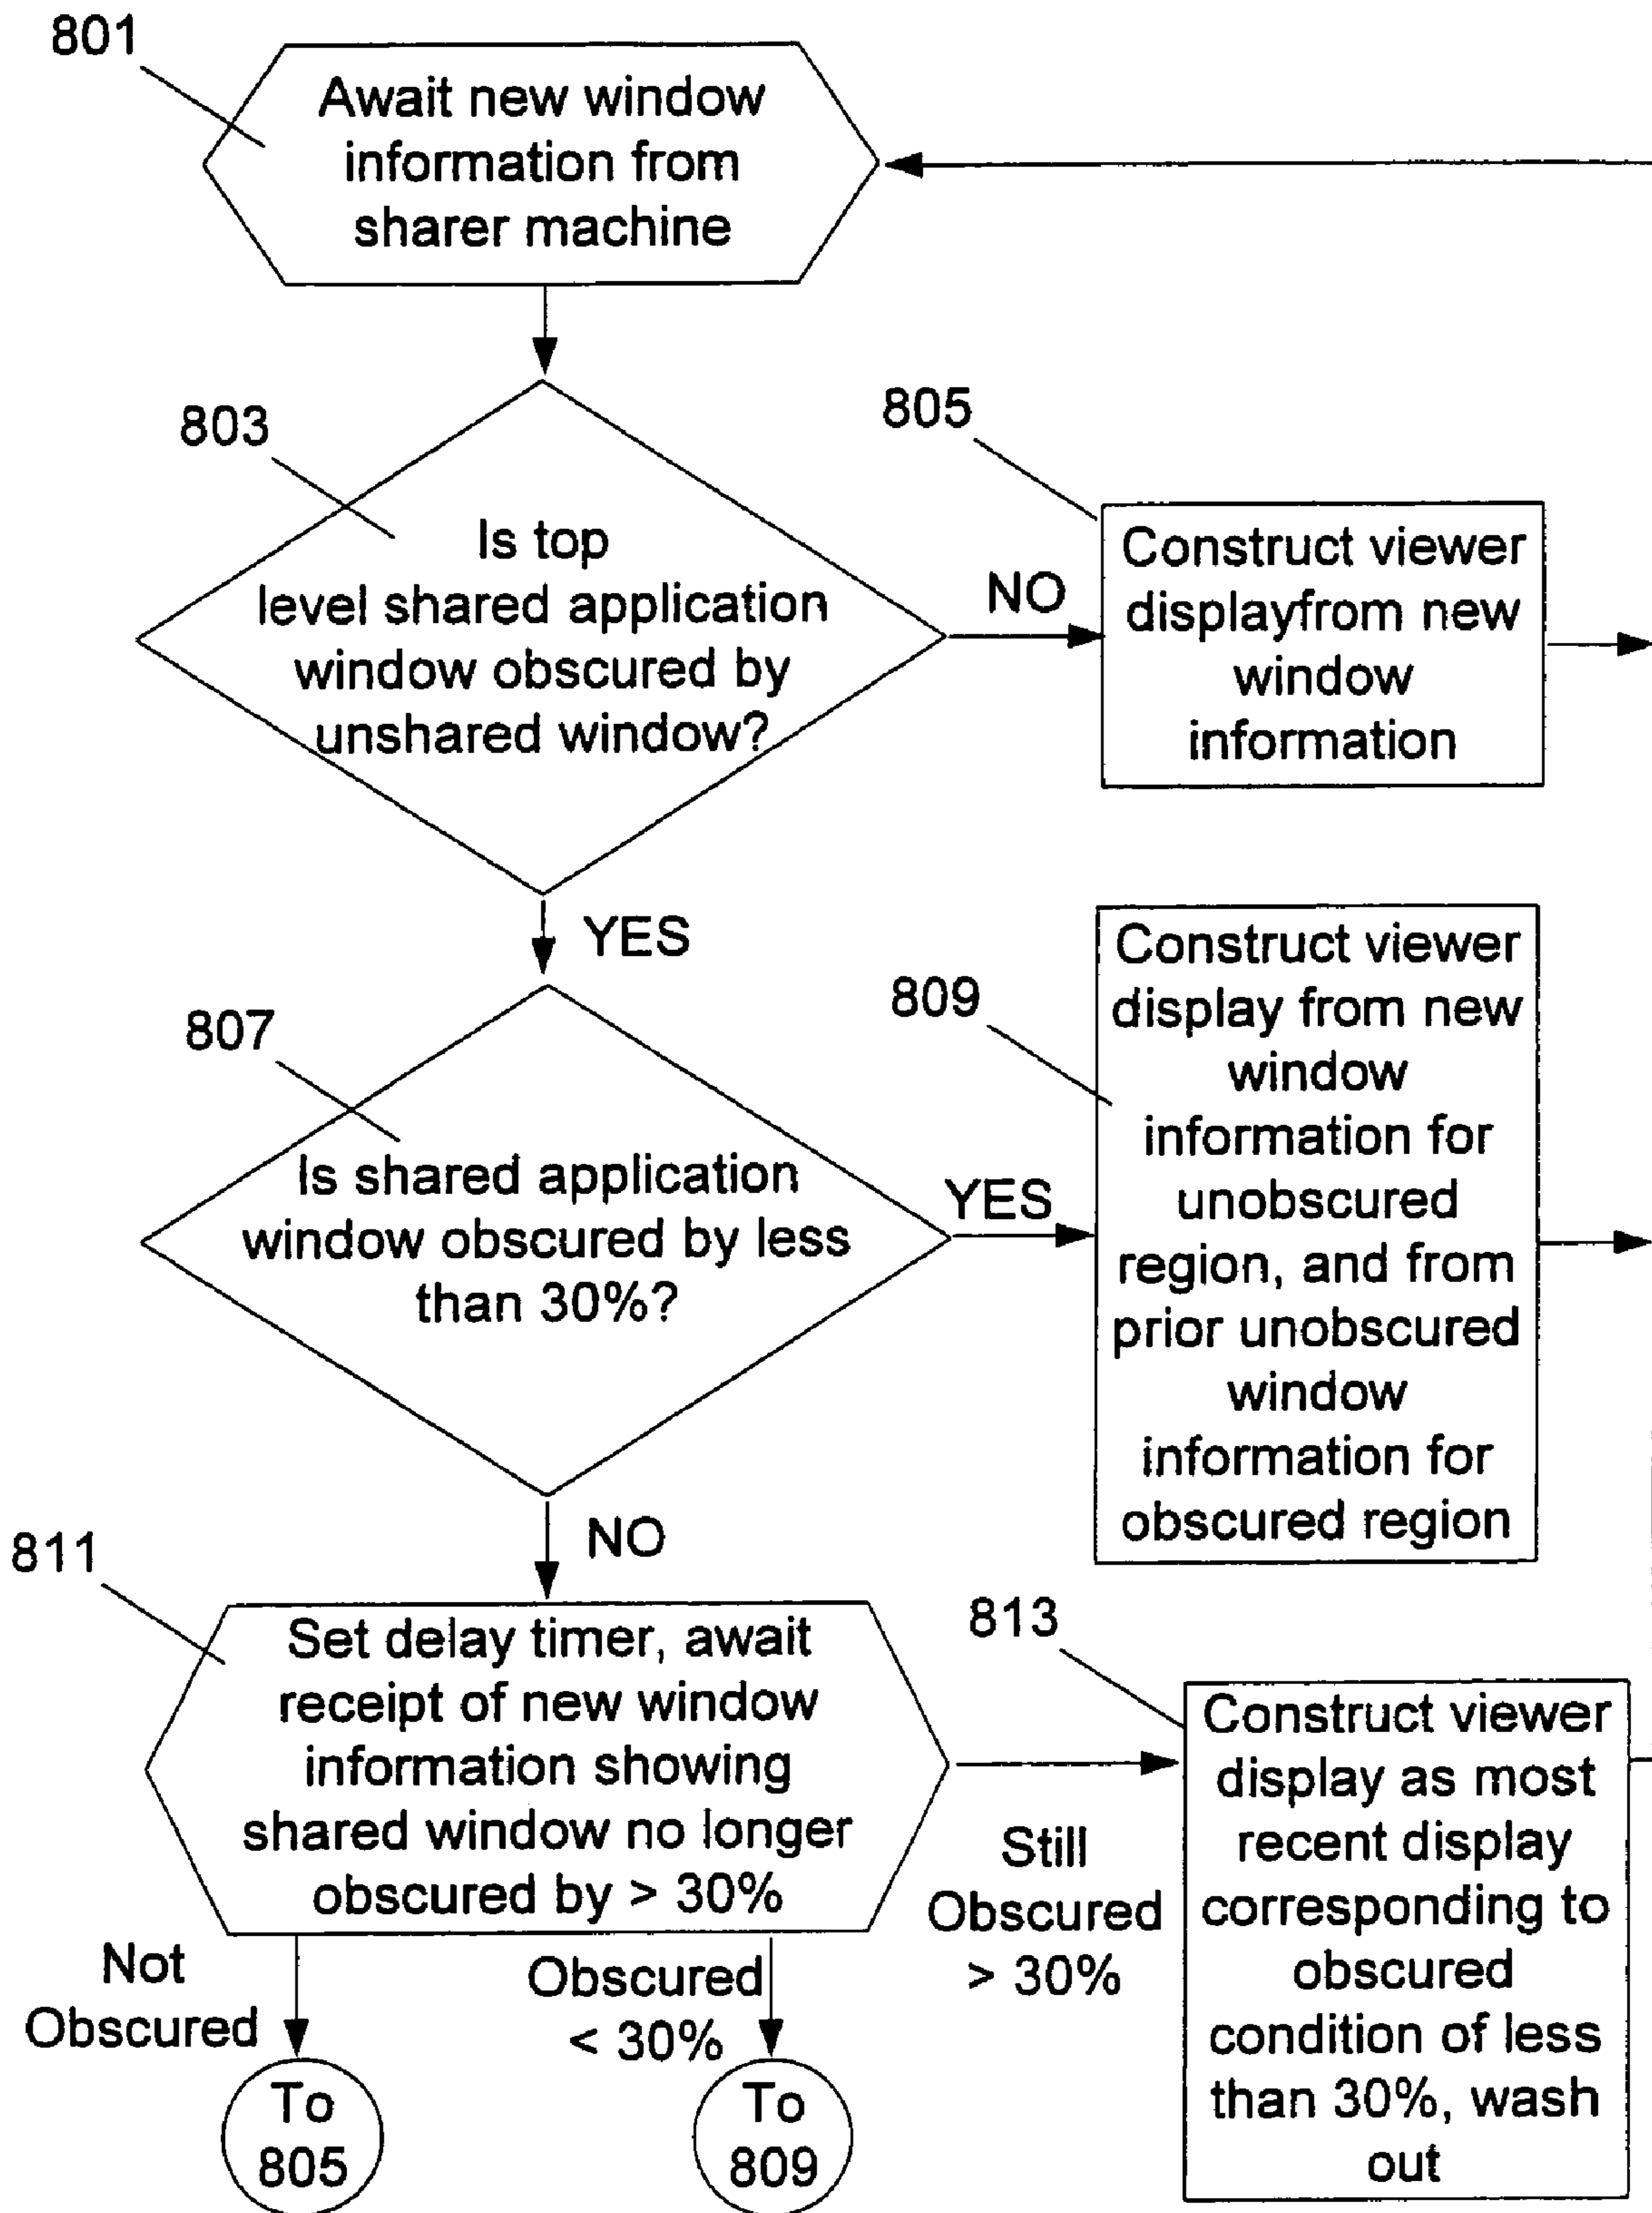 801
Await new window
information from
sharer machine
803
Is top
level shared application
window obscured by
unshared window?
NO
805
Construct viewer
displayfrom new
window
information
YES
807
Is shared application
window obscured by less
than 30%?
YES
809
Construct viewer
display from new
window
information for
unobscured
region, and from
prior unobscured
window
information for
obscured region
NO
811
Set delay timer, await
receipt of new window
information showing
shared window no longer
obscured by > 30%
Still
Obscured
> 30%
813
Construct viewer
display as most
recent display
corresponding to
obscured
condition of less
than 30%, wash
out
Not
Obscured
To
805
Obscured
< 30%
To
809